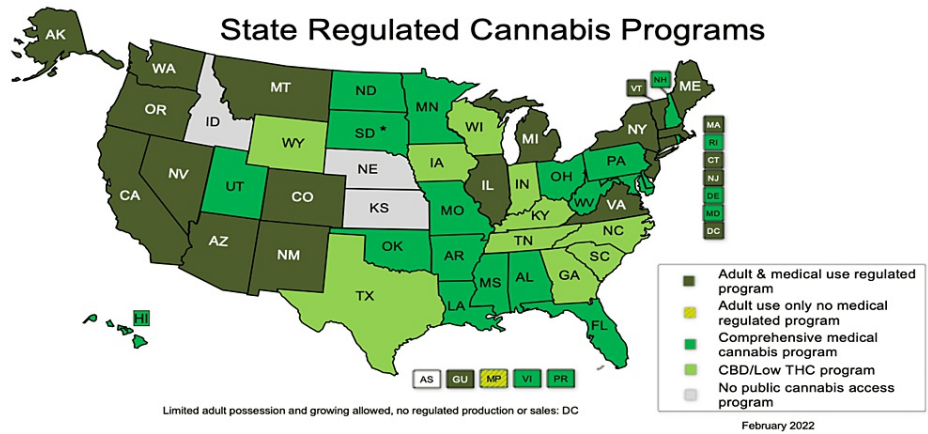 State Regulated Cannabis Programs
AK
WA
MT
ND
MN
VT
NH
ME
OR
ID
SD *
WI
MI
NY
MA
RI
WY
IA
CT
NV
NE
PA
NJ
UT
IL
IN
OH
DE
CA
CO
KS
MO
WV
VA
MD
KY
DC
AZ
NM
OK
AR
TN
NC
SC
TX
MS
AL
GA
LA
HI
FL
AS
GU
MP
VI
PR
Adult & medical use regulated
program
Adult use only no medical
regulated program
Comprehensive medical
cannabis program
CBD/Low THC program
No public cannabis access
program
Limited adult possession and growing allowed, no regulated production or sales: DC
February 2022